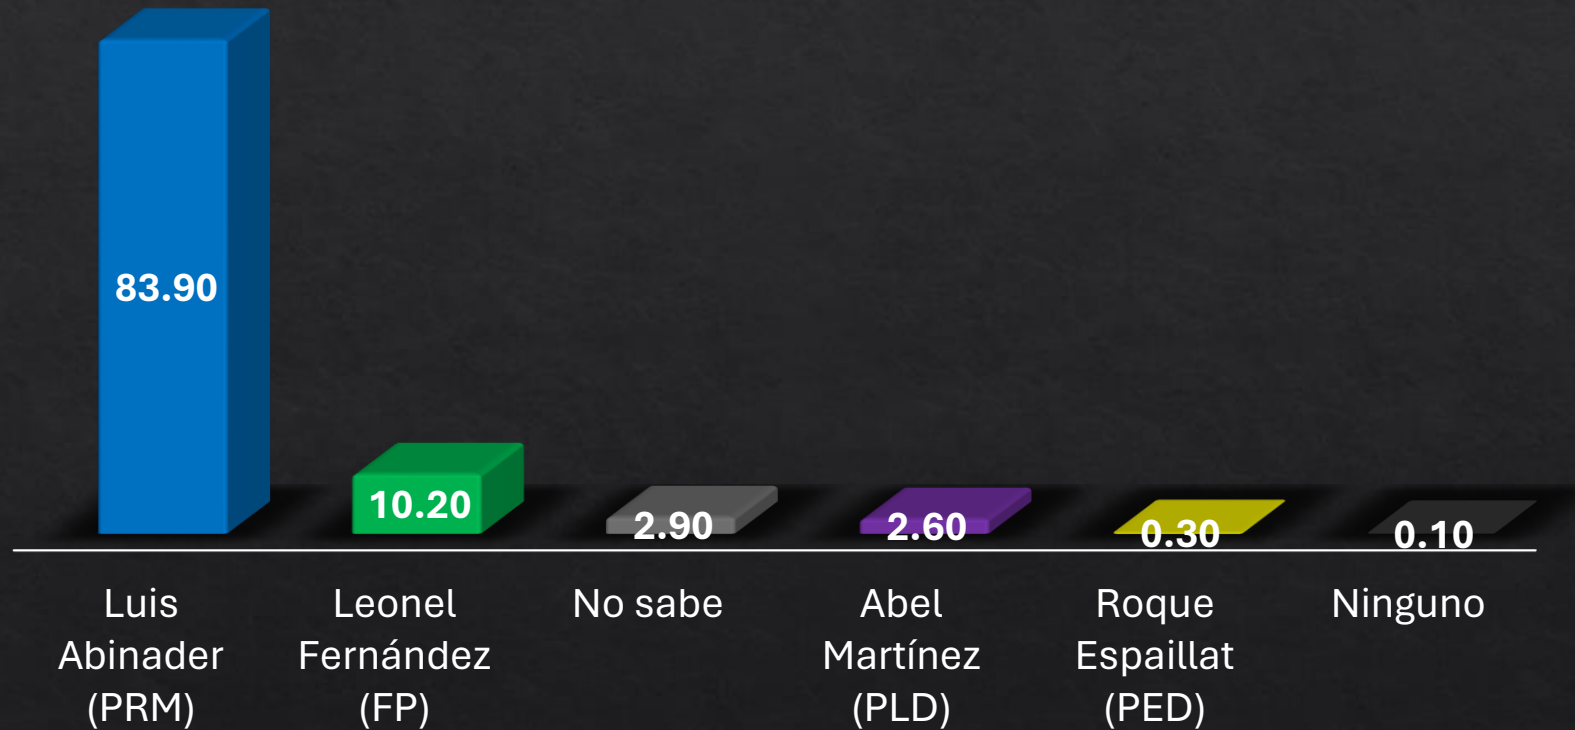 83.90
10.20
2.90
2.60
0.30
0.10
Luis
Abinader
(PRM)
Leonel
Fernández
(FP)
No sabe
Abel
Martínez
(PLD)
Roque
Espaillat
(PED)
Ninguno